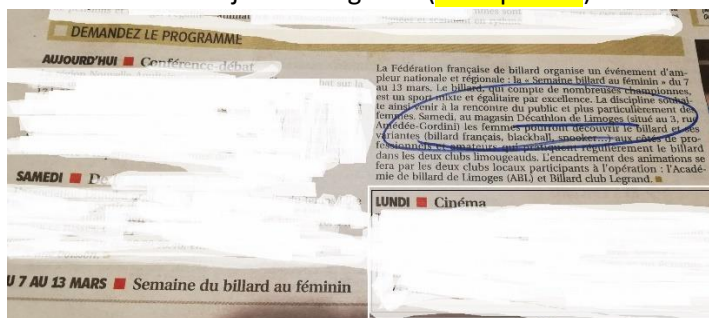 DEMANDEZ LE PROGRAMME
AUJOURD'HUI ■ Conférence-débat
SAMEDI ■
U 7 AU 13 MARS ■ Semaine du billard au féminin
La Fédération française de billard organise un événement d'am-
pleur nationale et régionale : la « Semaine billard au féminin » du 7
au 13 mars. Le billard, qui compte de nombreuses championnes,
est un sport mixte et égalitaire par excellence. La discipline souhai-
te ainsi venir à la rencontre du public et plus particulièrement des
femmes. Samedi, au magasin Décathlon de Limoges (situé au 3, rue
Amédée-Gordini) les femmes pourront découvrir le billard et ses
variantes (billard français, blackball, snooker…) aux côtés de pro-
fessionnels et amateurs qui pratiquent régulièrement le billard
dans les deux clubs limougeauds. L'encadrement des animations se
fera par les deux clubs locaux participants à l'opération : l'Acadé-
mie de billard de Limoges (ABL) et Billard club Legrand. ■
LUNDI ■ Cinéma